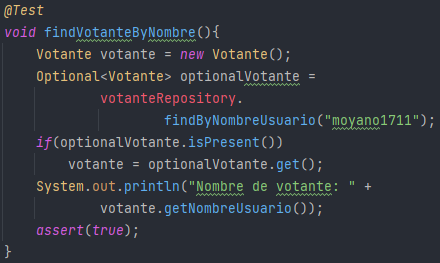 @Test
void findVotanteByNombre(){
    Votante votante = new Votante();
    Optional<Votante> optionalVotante =
            votanteRepository.
                    findByNombreUsuario("moyano1711");
    if(optionalVotante.isPresent())
        votante = optionalVotante.get();
    System.out.println("Nombre de votante: " +
            votante.getNombreUsuario());
    assert(true);
}